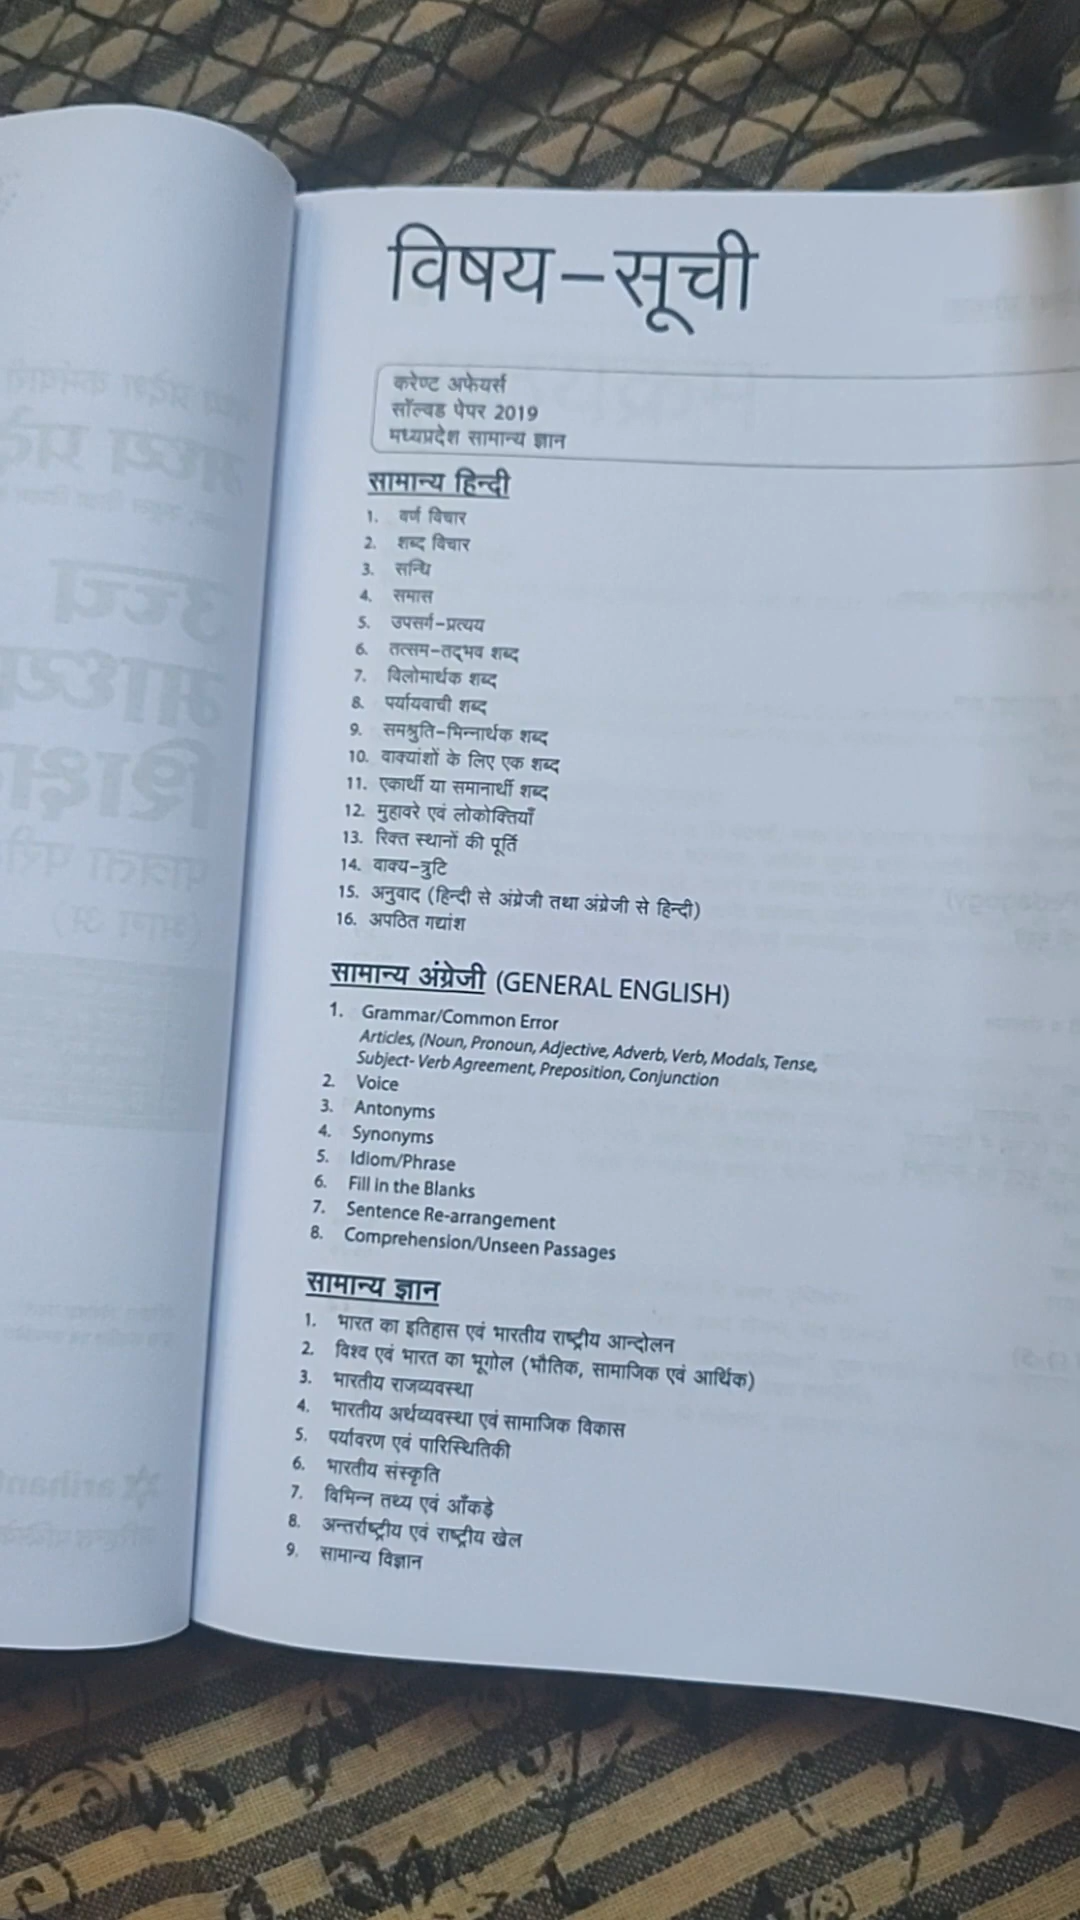 विषय–सूची
करेण्ट अफेयर्स
सॉल्वड पेपर 2019
मध्यप्रदेश सामान्य ज्ञान
सामान्य हिन्दी
1. वर्ण विचार
2. शब्द विचार
3. सन्धि
4. समास
5. उपसर्ग-प्रत्यय
6. तत्सम-तद्भव शब्द
7. विलोमार्थक शब्द
8. पर्यायवाची शब्द
9. समश्रुति-भिन्नार्थक शब्द
10. वाक्यांशों के लिए एक शब्द
11. एकार्थी या समानार्थी शब्द
12. मुहावरे एवं लोकोक्तियाँ
13. रिक्त स्थानों की पूर्ति
14. वाक्य-त्रुटि
15. अनुवाद (हिन्दी से अंग्रेजी तथा अंग्रेजी से हिन्दी)
16. अपठित गद्यांश
सामान्य अंग्रेजी (GENERAL ENGLISH)
1. Grammar/Common Error
Articles, (Noun, Pronoun, Adjective, Adverb, Verb, Modals, Tense,
Subject- Verb Agreement, Preposition, Conjunction
2. Voice
3. Antonyms
4. Synonyms
5. Idiom/Phrase
6. Fill in the Blanks
7. Sentence Re-arrangement
8. Comprehension/Unseen Passages
सामान्य ज्ञान
1. भारत का इतिहास एवं भारतीय राष्ट्रीय आन्दोलन
2. विश्व एवं भारत का भूगोल (भौतिक, सामाजिक एवं आर्थिक)
3. भारतीय राजव्यवस्था
4. भारतीय अर्थव्यवस्था एवं सामाजिक विकास
5. पर्यावरण एवं पारिस्थितिकी
6. भारतीय संस्कृति
7. विभिन्न तथ्य एवं आँकड़े
8. अन्तर्राष्ट्रीय एवं राष्ट्रीय खेल
9. सामान्य विज्ञान